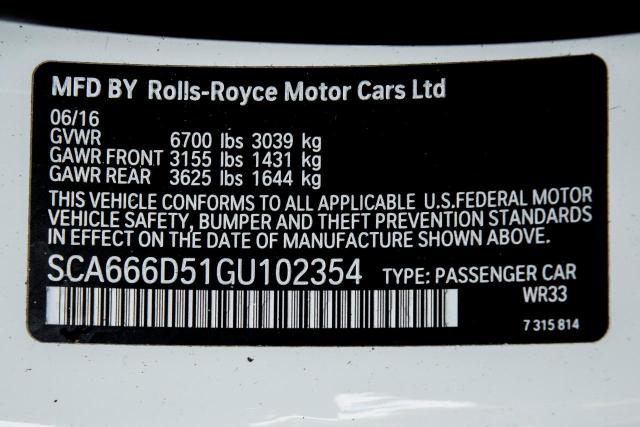 MFD BY Rolls-Royce Motor Cars Ltd
06/16
GVWR 6700 lbs 3039 kg
GAWR FRONT 3155 lbs 1431 kg
GAWR REAR 3625 lbs 1644 kg
THIS VEHICLE CONFORMS TO ALL APPLICABLE U.S.FEDERAL MOTOR
VEHICLE SAFETY, BUMPER AND THEFT PREVENTION STANDARDS
IN EFFECT ON THE DATE OF MANUFACTURE SHOWN ABOVE.
SCA666D51GU102354 TYPE: PASSENGER CAR
WR33
7 315 814